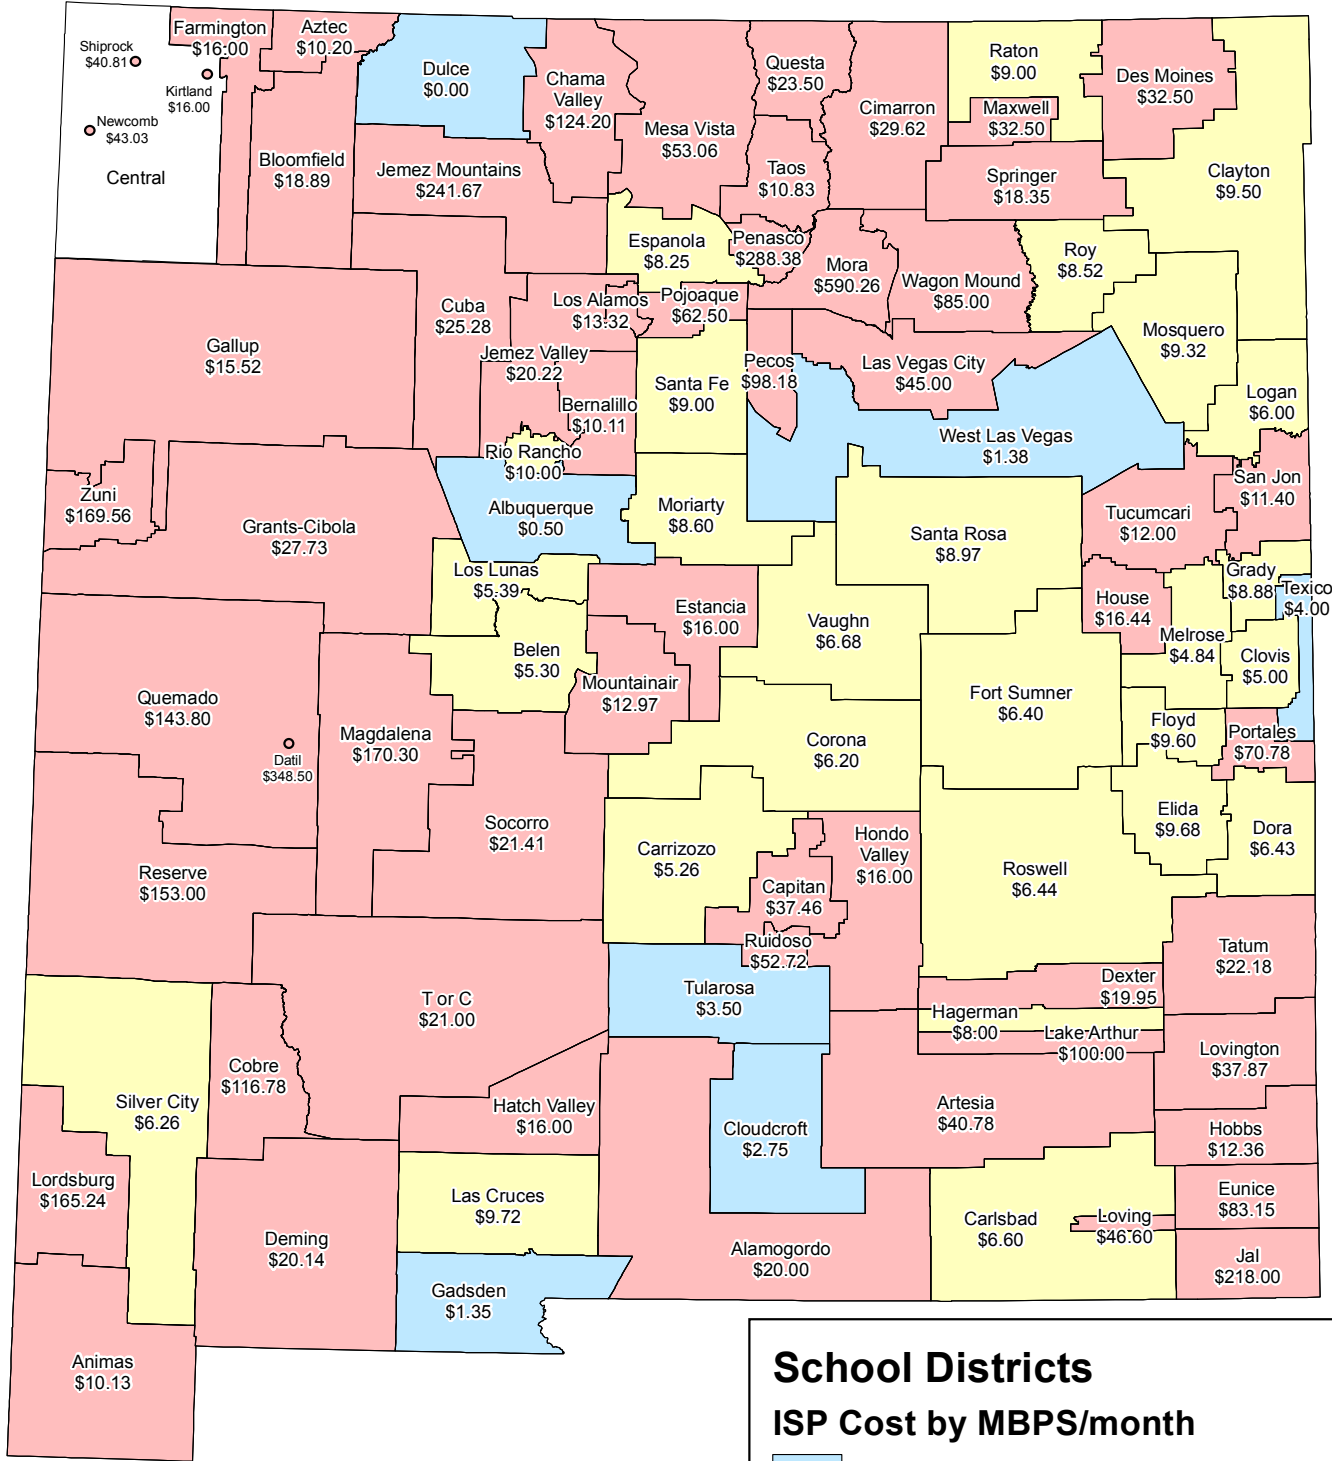 Farmington
$16.00
Aztec
$10.20
Shiprock
$40.81
Kirtland
$16.00
Newcomb
$43.03
Central
Bloomfield
$18.89
Dulce
$0.00
Chama
Valley
$124.20
Jemez Mountains
$241.67
Mesa Vista
$53.06
Questa
$23.50
Taos
$10.83
Cimarron
$29.62
Raton
$9.00
Maxwell
$32.50
Des Moines
$32.50
Springer
$18.35
Clayton
$9.50
Espanola
$8.25
Penasco
$288.38
Mora
$590.26
Wagon Mound
$85.00
Roy
$8.52
Mosquero
$9.32
Gallup
$15.52
Cuba
$25.28
Los Alamos
$13.32
Pojoaque
$62.50
Jemez Valley
$20.22
Bernalillo
$10.11
Santa Fe
$9.00
Pecos
$98.18
Las Vegas City
$45.00
West Las Vegas
$1.38
Logan
$6.00
Rio Rancho
$10.00
Zuni
$169.56
Grants-Cibola
$27.73
Albuquerque
$0.50
Moriarty
$8.60
Santa Rosa
$8.97
Tucumcari
$12.00
San Jon
$11.40
Los Lunas
$5.39
Estancia
$16.00
Vaughn
$6.68
House
$16.44
Grady
$8.88
Texico
$4.00
Melrose
$4.84
Clovis
$5.00
Belen
$5.30
Mountainair
$12.97
Fort Sumner
$6.40
Floyd
$9.60
Portales
$70.78
Quemado
$143.80
Datil
$348.50
Magdalena
$170.30
Corona
$6.20
Socorro
$21.41
Carrizozo
$5.26
Hondo
Valley
$16.00
Elida
$9.68
Dora
$6.43
Reserve
$153.00
Capitan
$37.46
Roswell
$6.44
Ruidoso
$52.72
Tatum
$22.18
T or C
$21.00
Tularosa
$3.50
Dexter
$19.95
Hagerman
$8.00
Lake Arthur
$100.00
Lovington
$37.87
Cobre
$116.78
Silver City
$6.26
Hatch Valley
$16.00
Cloudcroft
$2.75
Artesia
$40.78
Hobbs
$12.36
Lordsburg
$165.24
Las Cruces
$9.72
Eunice
$83.15
Deming
$20.14
Alamogordo
$20.00
Carlsbad
$6.60
Loving
$46.60
Jal
$218.00
Gadsden
$1.35
Animas
$10.13
School Districts
ISP Cost by MBPS/month